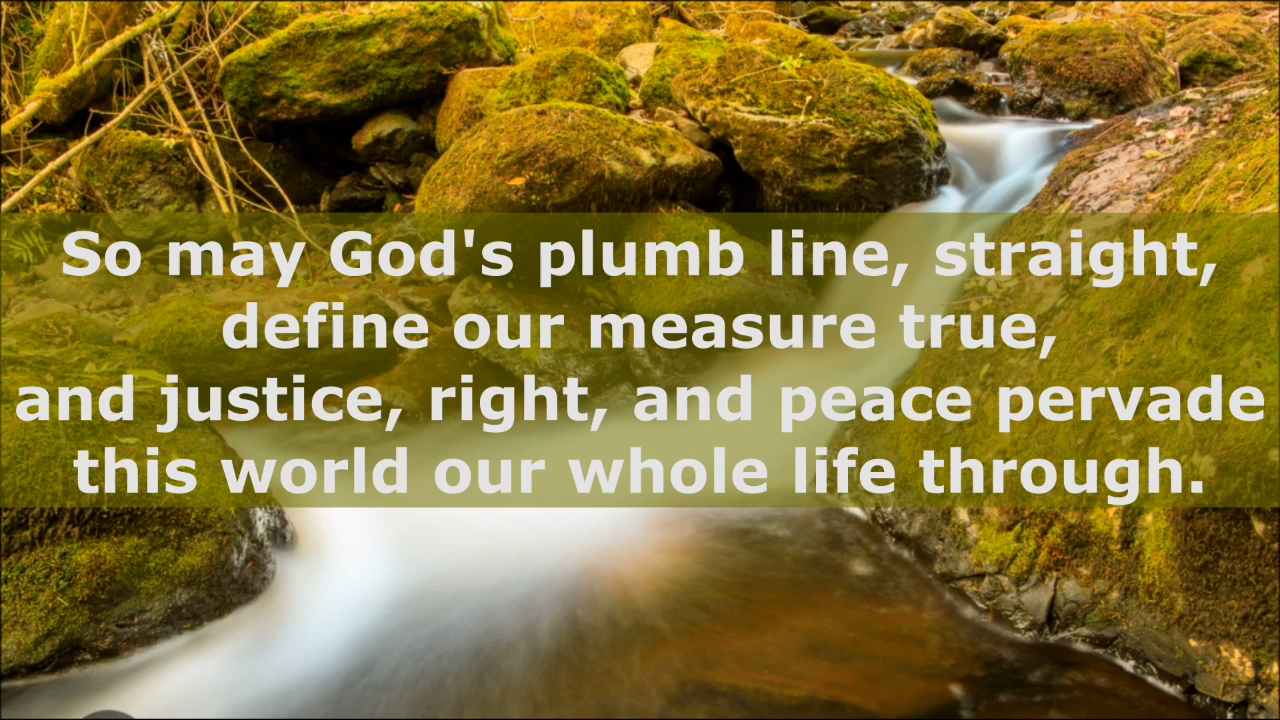 So may God's plumb line, straight,
define our measure true,
and justice, right, and peace pervade
this world our whole life through.